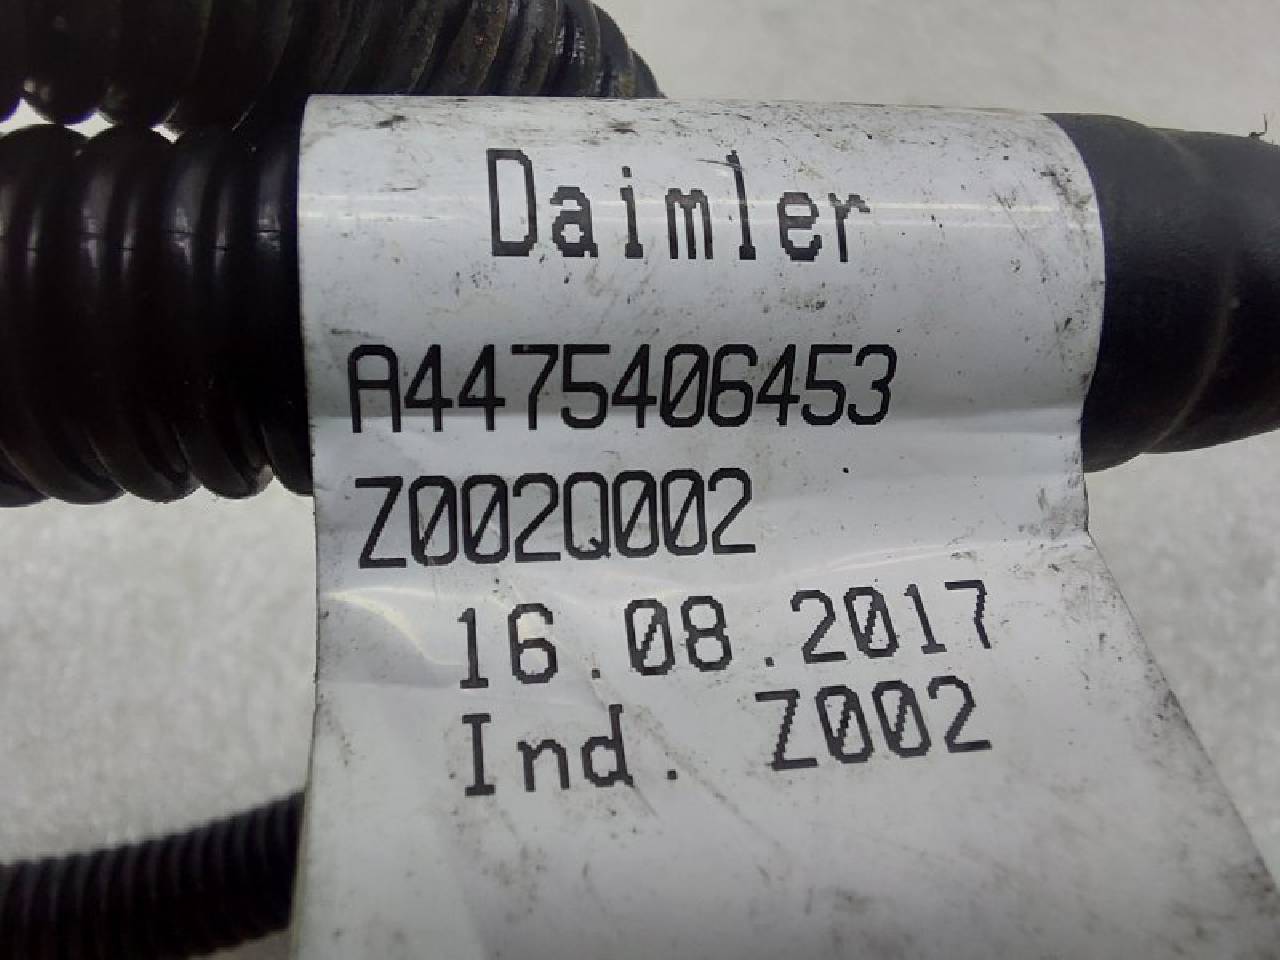 Daimler
A4475406453
Z002Q002
16.08.2017
Ind. Z002